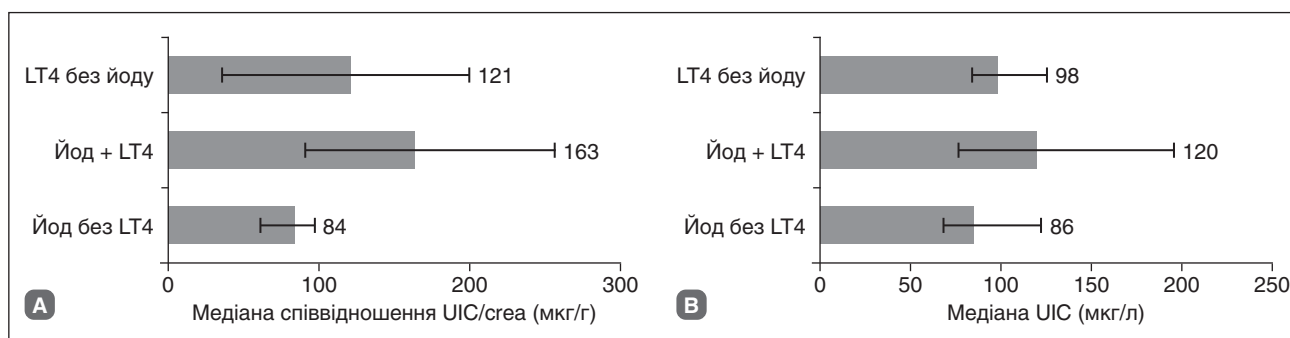 LT4 без йоду
121
Йод + LT4
163
Йод без LT4
84
0 100 200 300
A
Медіана співвідношення UIC/crea (мкг/г)
LT4 без йоду
98
Йод + LT4
120
Йод без LT4
86
0 50 100 150 200 250
B
Медіана UIC (мкг/л)